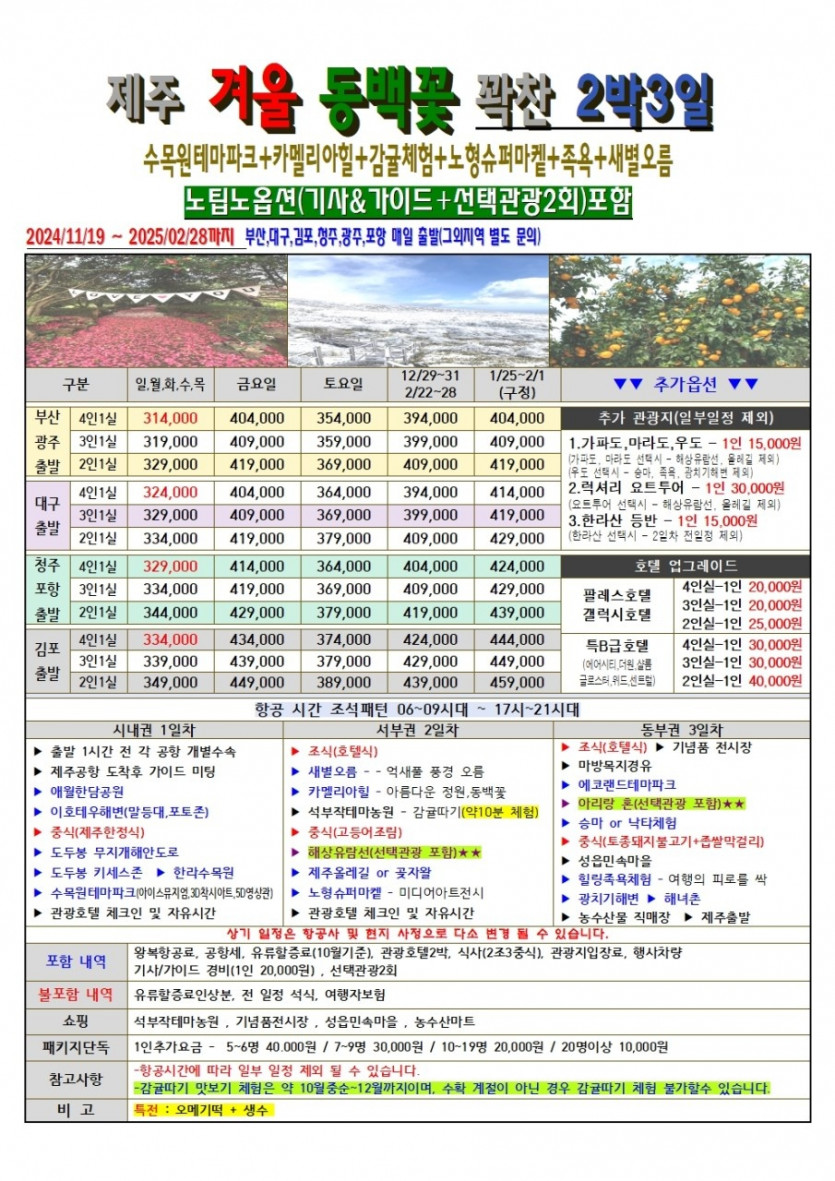 제주 겨울 동백꽃 꽉찬 2박3일
수목원테마파크+카멜리아힐+감귤체험+노형슈퍼마켙+족욕+새별오름
노팁노옵션(기사&가이드+선택관광2회)포함
2024/11/19 ~ 2025/02/28까지 부산,대구,김포,청주,광주,포항 매일 출발(그외지역 별도 문의)
LOVE YOU
구분 일,월,화,수,목 금요일 토요일 12/29~31 2/22~28 1/25~2/1 (구정) ▼▼ 추가옵션 ▼▼
부산 광주 출발
4인1실 314,000 404,000 354,000 394,000 404,000
3인1실 319,000 409,000 359,000 399,000 409,000
2인1실 329,000 419,000 369,000 409,000 419,000
대구 출발
4인1실 324,000 404,000 364,000 394,000 414,000
3인1실 329,000 409,000 369,000 399,000 419,000
2인1실 334,000 419,000 379,000 409,000 429,000
청주 포항 출발
4인1실 329,000 414,000 364,000 404,000 424,000
3인1실 334,000 419,000 369,000 409,000 429,000
2인1실 344,000 429,000 379,000 419,000 439,000
김포 출발
4인1실 334,000 434,000 374,000 424,000 444,000
3인1실 339,000 439,000 379,000 429,000 449,000
2인1실 349,000 449,000 389,000 439,000 459,000
추가 관광지(일부일정 제외)
1.가파도,마라도,우도 - 1인 15,000원
(가파도, 마라도 선택시 - 해상유람선, 올레길 제외)
(우도 선택시 - 승마, 족욕, 광치기해변 제외)
2.럭셔리 요트투어 - 1인 30,000원
(요트투어 선택시 - 해상유람선, 올레길 제외)
3.한라산 등반 - 1인 15,000원
(한라산 선택시 - 2일차 전일정 제외)
호텔 업그레이드
팔레스호텔 갤럭시호텔
4인실-1인 20,000원
3인실-1인 20,000원
2인실-1인 25,000원
특B급호텔
(에어시티,더원,살롬
글로스터,위드,센트럴)
4인실-1인 30,000원
3인실-1인 30,000원
2인실-1인 40,000원
항공 시간 조석패턴 06~09시대 ~ 17시~21시대
시내권 1일차
▶ 출발 1시간 전 각 공항 개별수속
▶ 제주공항 도착후 가이드 미팅
▶ 애월한담공원
▶ 이호테우해변(말등대,포토존)
▶ 중식(제주한정식)
▶ 도두봉 무지개해안도로
▶ 도두봉 키세스존 ▶ 한라수목원
▶ 수목원테마파크(아이스뮤지엄,3D착시아트,5D영상관)
▶ 관광호텔 체크인 및 자유시간
서부권 2일차
▶ 조식(호텔식)
▶ 새별오름 - - 억새풀 풍경 오름
▶ 카멜리아힐 - 아름다운 정원,동백꽃
▶ 석부작테마농원 - 감귤따기(약10분 체험)
▶ 중식(고등어조림)
▶ 해상유람선(선택관광 포함)★★
▶ 제주올레길 or 꽃자왈
▶ 노형슈퍼마켙 - 미디어아트전시
▶ 관광호텔 체크인 및 자유시간
동부권 3일차
▶ 조식(호텔식) ▶ 기념품 전시장
▶ 마방목지경유
▶ 에코랜드테마파크
▶ 아리랑 혼(선택관광 포함)★★
▶ 승마 or 낙타체험
▶ 중식(토종돼지불고기+좁쌀막걸리)
▶ 성읍민속마을
▶ 힐링족욕체험 - 여행의 피로를 싹
▶ 광치기해변 ▶ 해녀촌
▶ 농수산물 직매장 ▶ 제주출발
상기 일정은 항공사 및 현지 사정으로 다소 변경 될 수 있습니다.
포함 내역
왕복항공료, 공항세, 유류할증료(10월기준), 관광호텔2박, 식사(2조3중식), 관광지입장료, 행사차량
기사/가이드 경비(1인 20,000원) , 선택관광2회
불포함 내역 유류할증료인상분, 전 일정 석식, 여행자보험
쇼핑 석부작테마농원 , 기념품전시장 , 성읍민속마을 , 농수산마트
패키지단독 1인추가요금 - 5~6명 40.000원 / 7~9명 30,000원 / 10~19명 20,000원 / 20명이상 10,000원
참고사항
-항공시간에 따라 일부 일정 제외 될 수 있습니다.
-감귤따기 맛보기 체험은 약 10월중순~12월까지이며, 수확 계절이 아닌 경우 감귤따기 체험 불가할수 있습니다.
비 고 특전 : 오메기떡 + 생수